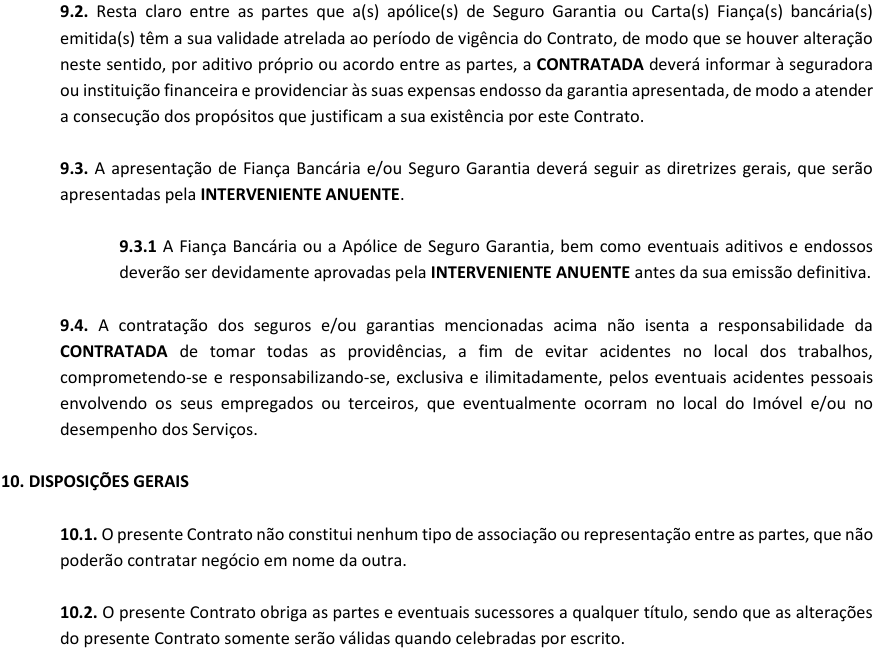 9.2. Resta claro entre as partes que a(s) apólice(s) de Seguro Garantia ou Carta(s) Fiança(s) bancária(s)
emitida(s) têm a sua validade atrelada ao período de vigência do Contrato, de modo que se houver alteração
neste sentido, por aditivo próprio ou acordo entre as partes, a CONTRATADA deverá informar à seguradora
ou instituição financeira e providenciar às suas expensas endosso da garantia apresentada, de modo a atender
a consecução dos propósitos que justificam a sua existência por este Contrato.
9.3. A apresentação de Fiança Bancária e/ou Seguro Garantia deverá seguir as diretrizes gerais, que serão
apresentadas pela INTERVENIENTE ANUENTE.
9.3.1 A Fiança Bancária ou a Apólice de Seguro Garantia, bem como eventuais aditivos e endossos
deverão ser devidamente aprovadas pela INTERVENIENTE ANUENTE antes da sua emissão definitiva.
9.4. A contratação dos seguros e/ou garantias mencionadas acima não isenta a responsabilidade da
CONTRATADA de tomar todas as providências, a fim de evitar acidentes no local dos trabalhos,
comprometendo-se e responsabilizando-se, exclusiva e ilimitadamente, pelos eventuais acidentes pessoais
envolvendo os seus empregados ou terceiros, que eventualmente ocorram no local do Imóvel e/ou no
desempenho dos Serviços.
10. DISPOSIÇÕES GERAIS
10.1. O presente Contrato não constitui nenhum tipo de associação ou representação entre as partes, que não
poderão contratar negócio em nome da outra.
10.2. O presente Contrato obriga as partes e eventuais sucessores a qualquer título, sendo que as alterações
do presente Contrato somente serão válidas quando celebradas por escrito.